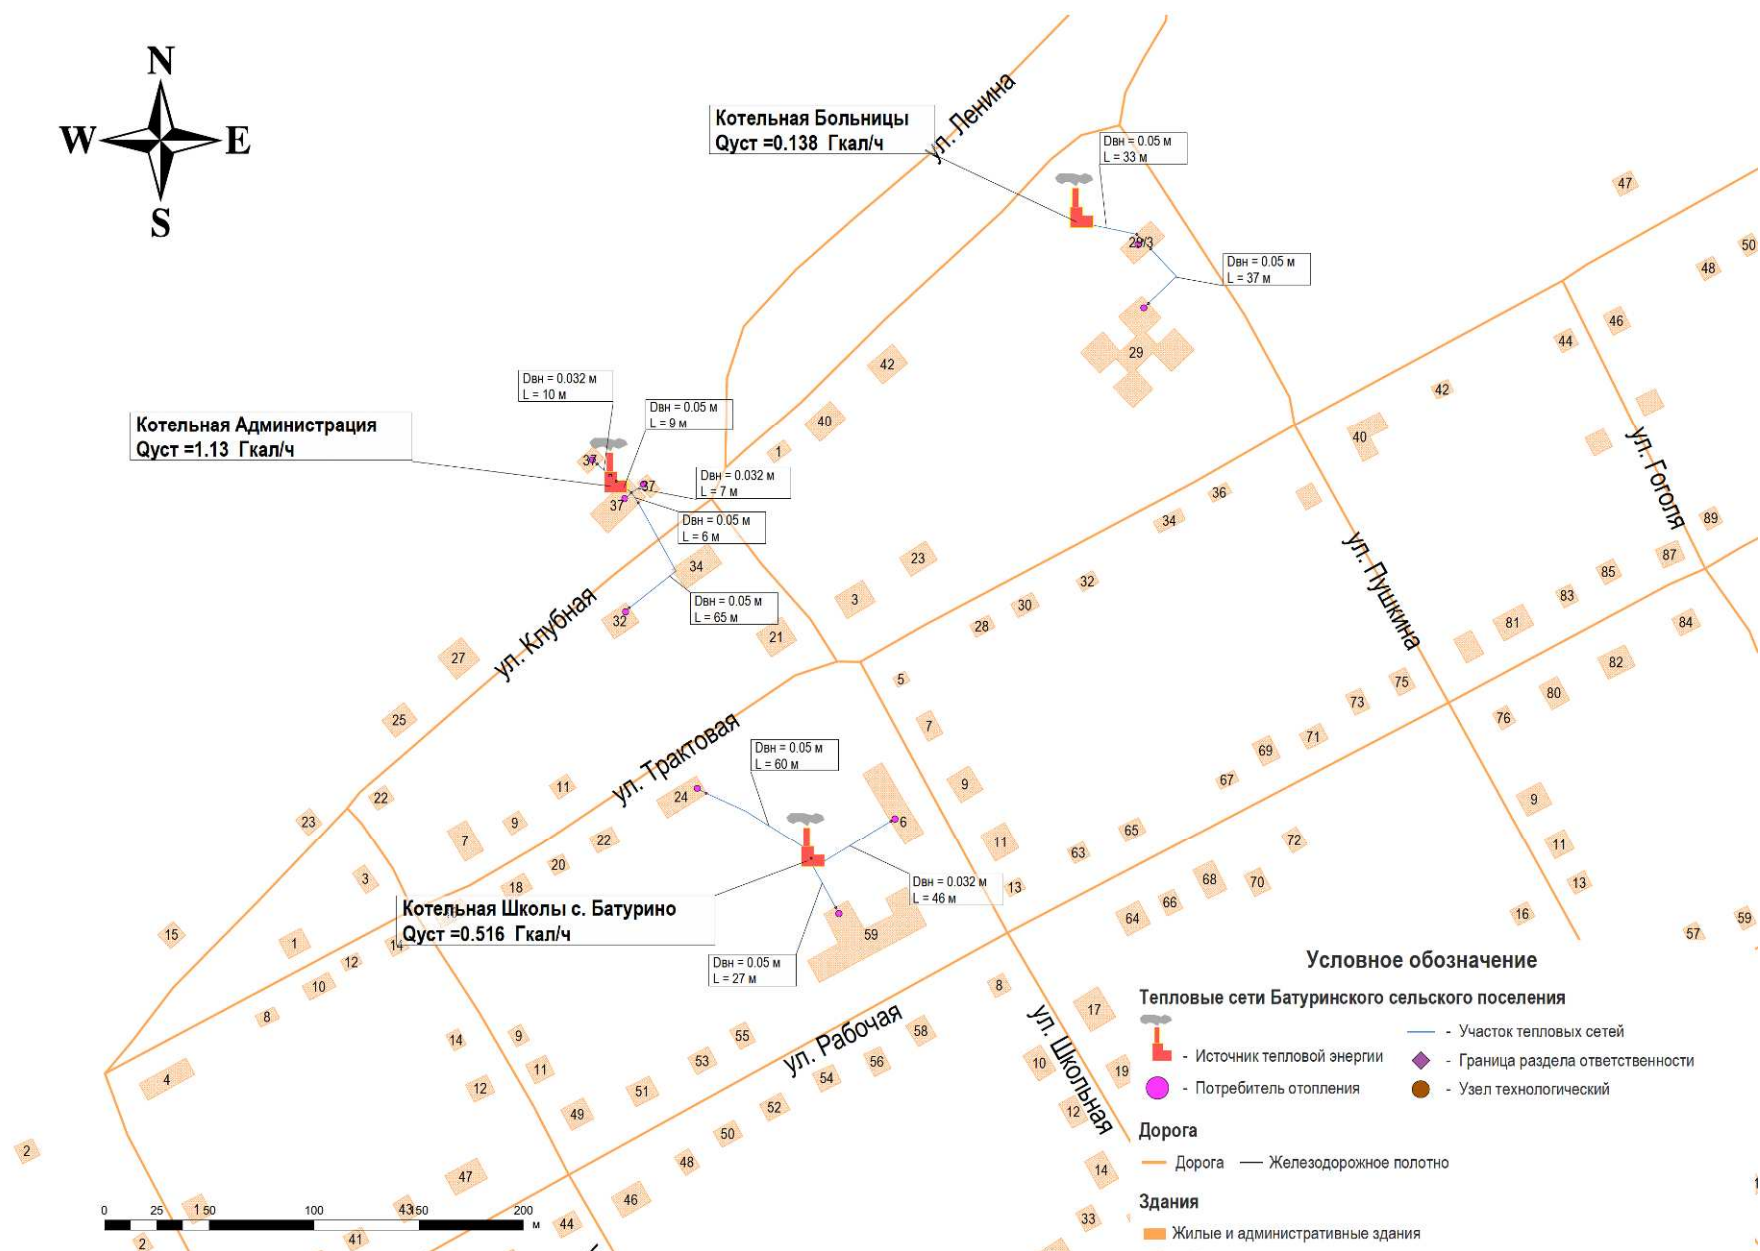 N
W E
S
Котельная Больницы
Qуст =0.138 Гкал/ч
ул. Ленина
Dвн = 0.05 м
L = 33 м
29/3
Dвн = 0.05 м
L = 37 м
29
47
50
48
46
44
42
40
42
40
1
Dвн = 0.032 м
L = 10 м
Dвн = 0.05 м
L = 9 м
Котельная Администрация
Qуст =1.13 Гкал/ч
37
37
37
Dвн = 0.032 м
L = 7 м
Dвн = 0.05 м
L = 6 м
34
Dвн = 0.05 м
L = 65 м
32
ул. Клубная
27
25
21
3
23
28
30
32
34
36
ул. Гоголя
ул. Пушкина
89
87
85
83
81
84
82
80
76
75
73
71
69
67
65
63
5
7
9
11
13
ул. Трактовая
Dвн = 0.05 м
L = 60 м
24
6
Dвн = 0.032 м
L = 46 м
Котельная Школы с. Батурино
Qуст =0.516 Гкал/ч
Dвн = 0.05 м
L = 27 м
59
22
23
11
9
7
22
20
18
3
15
1
14
12
10
8
4
2
72
70
68
66
64
9
11
13
16
57
59
ул. Рабочая
ул. Школьная
8
17
10
19
12
14
33
58
56
54
52
50
48
46
44
55
53
51
49
9
11
14
12
47
43
41
2
1
0 25 50 100 150 200 м
Условное обозначение
Тепловые сети Батуринского сельского поселения
- Источник тепловой энергии
- Потребитель отопления
- Участок тепловых сетей
- Граница раздела ответственности
- Узел технологический
Дорога
Дорога
Железодорожное полотно
Здания
Жилые и административные здания